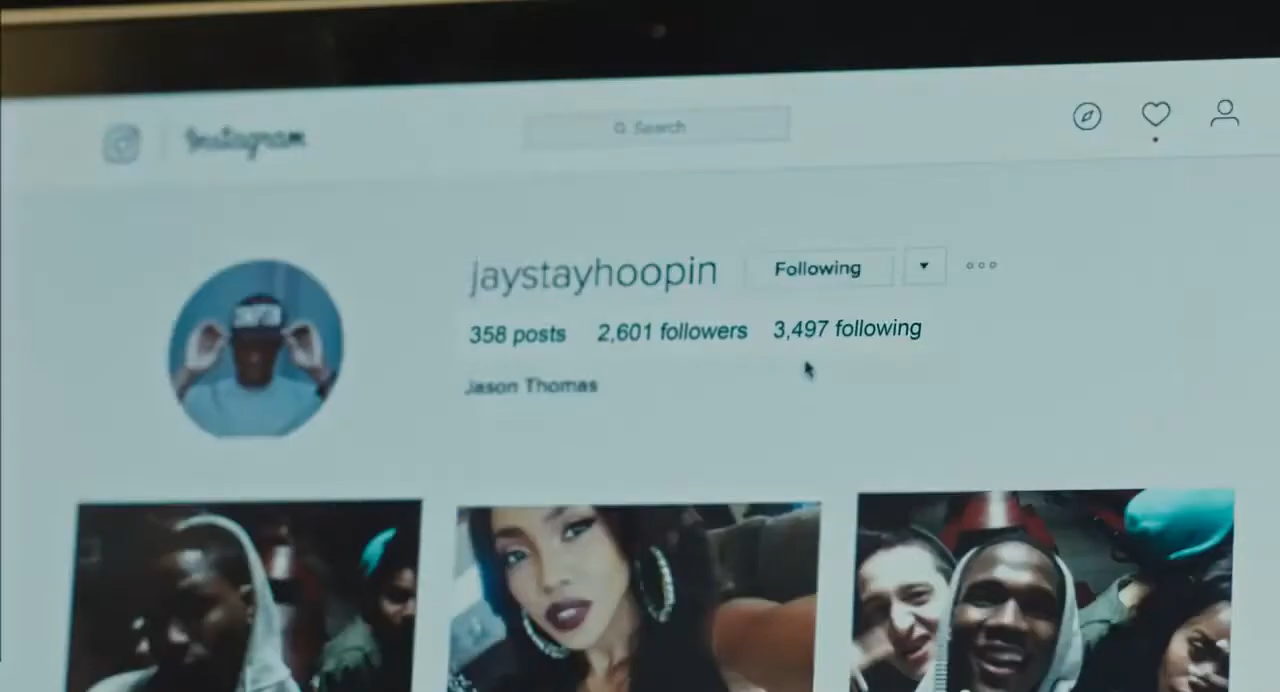 Instagram
Search
jaystayhoopin Following
358 posts 2,601 followers 3,497 following
Jason Thomas